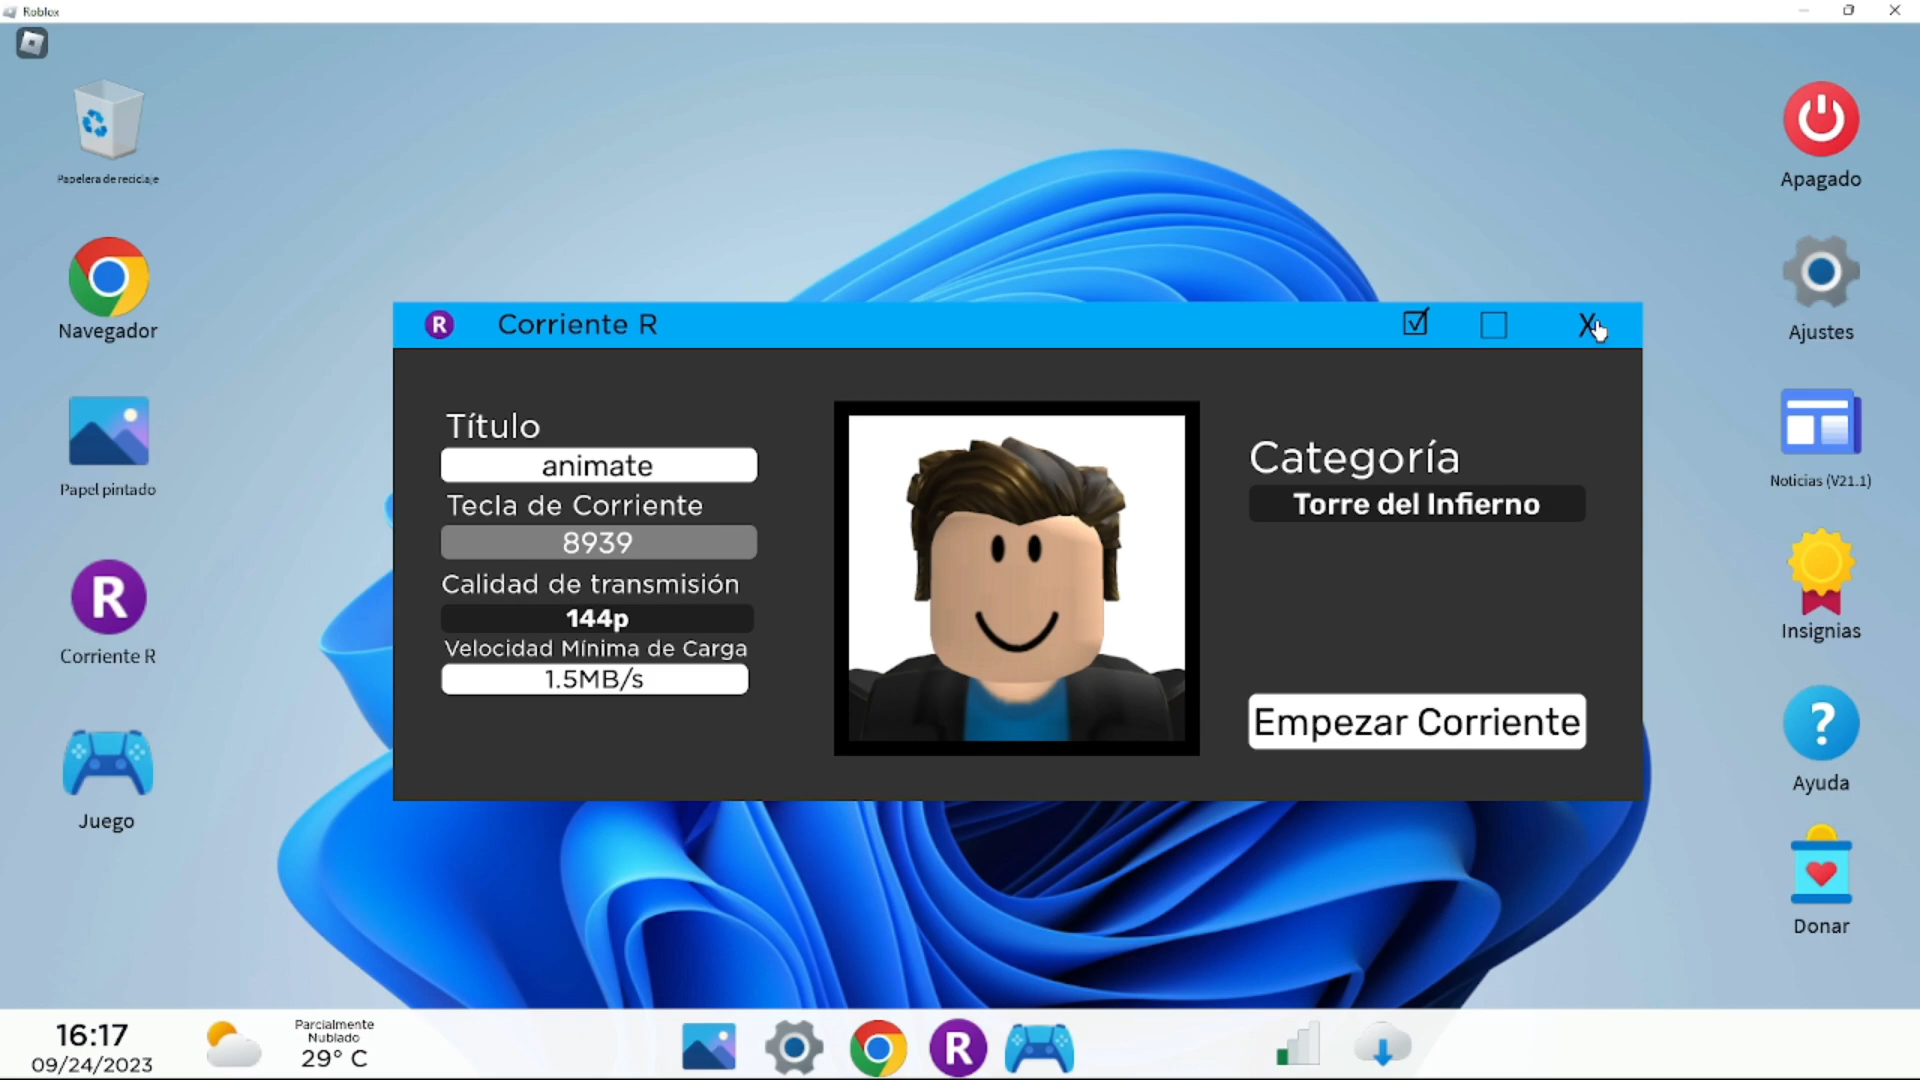 Roblox
Papelera de reciclaje
Navegador
Papel pintado
R
Corriente R
Juego
Apagado
Ajustes
Noticias (V21.1)
Insignias
?
Ayuda
Donar
R Corriente R X
Título
animate
Tecla de Corriente
8939
Calidad de transmisión
144p
Velocidad Mínima de Carga
1.5MB/s
Categoría
Torre del Infierno
Empezar Corriente
16:17
09/24/2023
Parcialmente
Nublado
29° C
R